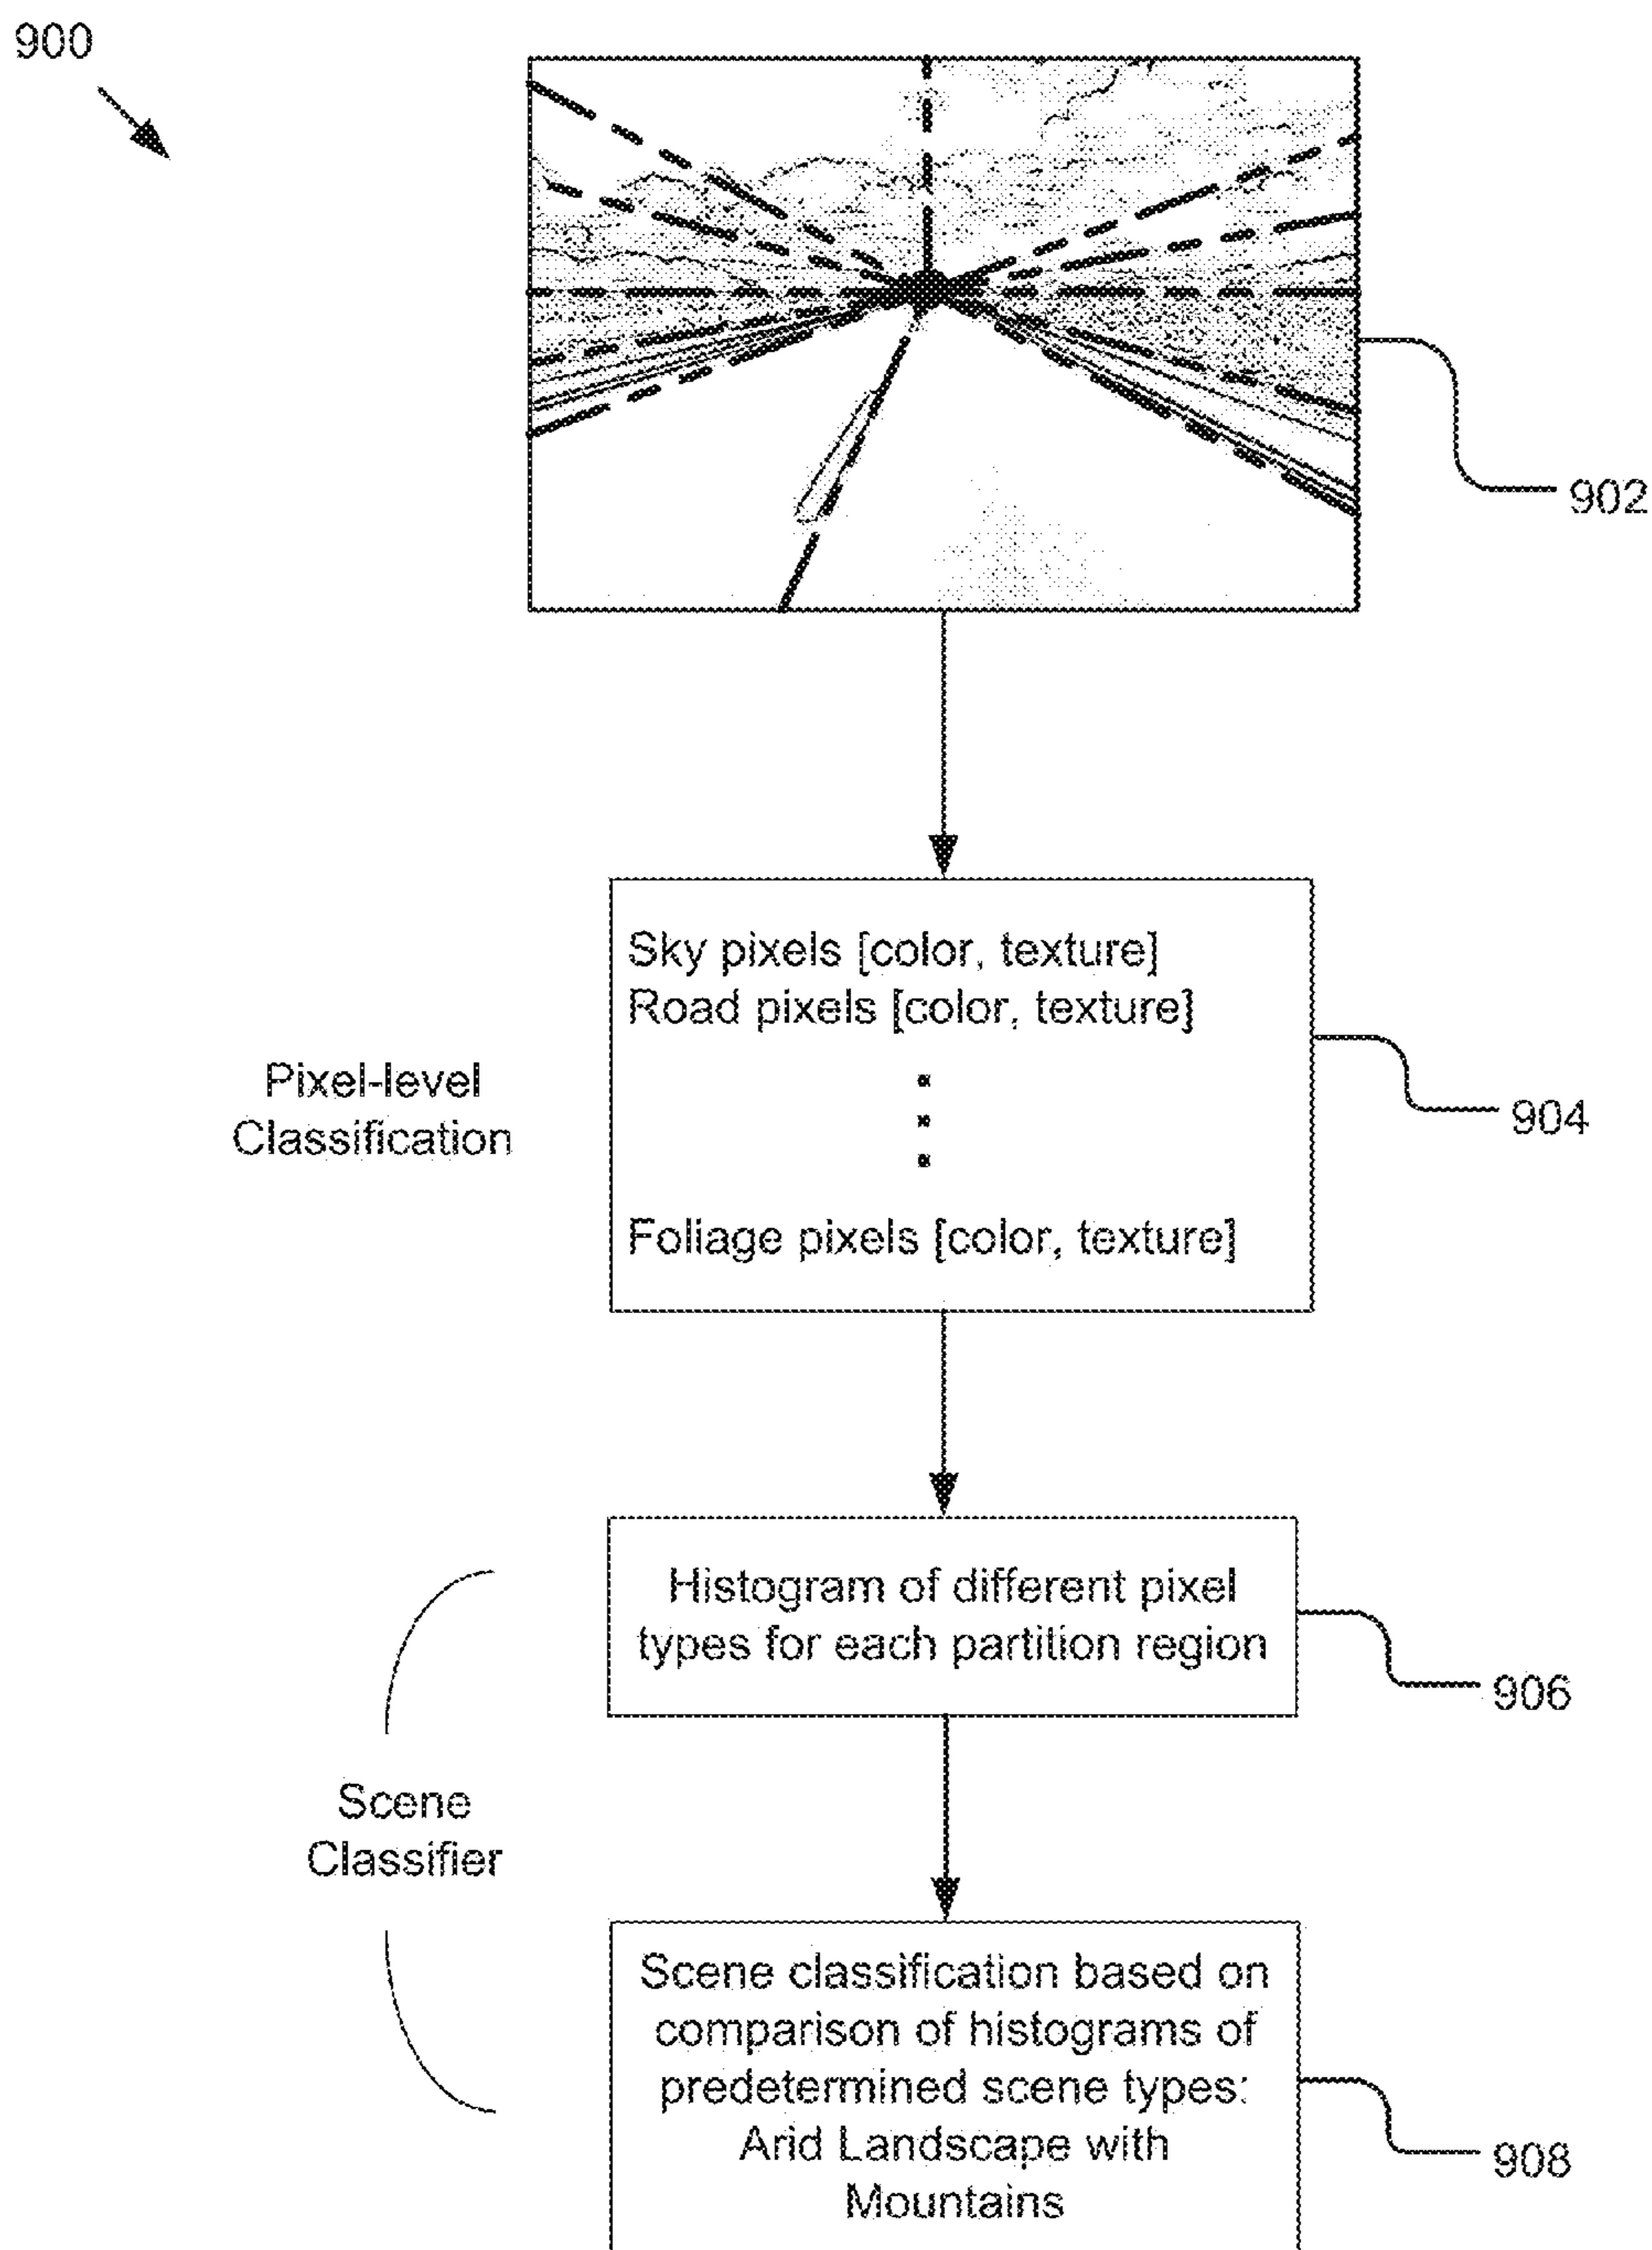 900
902
Sky pixels [color, texture]
Road pixels [color, texture]
Foliage pixels [color, texture]
904
Pixel-level
Classification
Histogram of different pixel
types for each partition region
906
Scene
Classifier
Scene classification based on
comparison of histograms of
predetermined scene types:
Arid Landscape with
Mountains
908